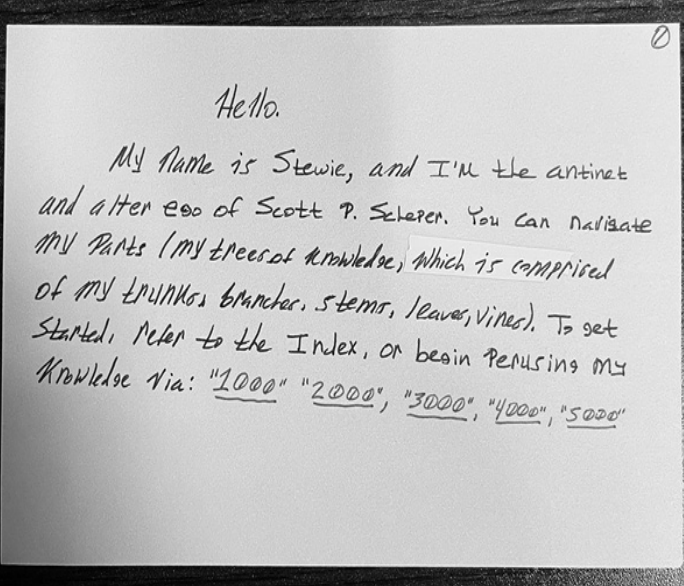 0
Hello.
My name is Stewie, and I'm the antinet
and alter ego of Scott P. Scheper. You can navigate
my parts (my trees of knowledge, which is comprised
of my trunks, branches, stems, leaves, vines). To get
started, refer to the Index, or begin perusing my
knowledge via: "1000" "2000", "3000", "4000", "5000"